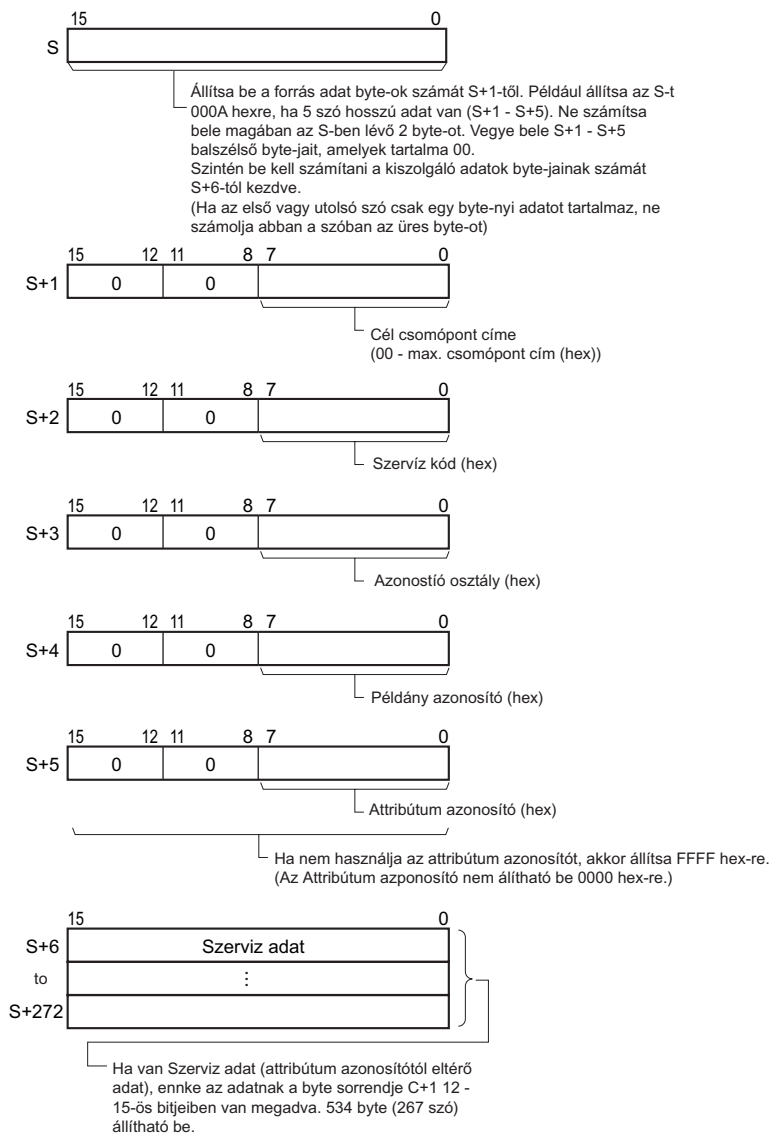 15 0
S
Állítsa be a forrás adat byte-ok számát S+1-től. Például állítsa az S-t
000A hexre, ha 5 szó hosszú adat van (S+1 - S+5). Ne számítsa
bele magában az S-ben lévő 2 byte-ot. Vegye bele S+1 - S+5
balszélső byte-jait, amelyek tartalma 00.
Szintén be kell számítani a kiszolgáló adatok byte-jainak számát
S+6-tól kezdve.
(Ha az első vagy utolsó szó csak egy byte-nyi adatot tartalmaz, ne
számolja abban a szóban az üres byte-ot)
15 12 11 8 7 0
S+1 0 0
Cél csomópont címe
(00 - max. csomópont cím (hex))
15 12 11 8 7 0
S+2 0 0
Szervíz kód (hex)
15 12 11 8 7 0
S+3 0 0
Azonostíó osztály (hex)
15 12 11 8 7 0
S+4 0 0
Példány azonosító (hex)
15 12 11 8 7 0
S+5 0 0
Attribútum azonosító (hex)
Ha nem használja az attribútum azonosítót, akkor állítsa FFFF hex-re.
(Az Attribútum azponosító nem álítható be 0000 hex-re.)
15 0
S+6 Szerviz adat
to ⋮
S+272
Ha van Szerviz adat (attribútum azonosítótól eltérő
adat), ennke az adatnak a byte sorrendje C+1 12 -
15-ös bitjeiben van megadva. 534 byte (267 szó)
állítható be.